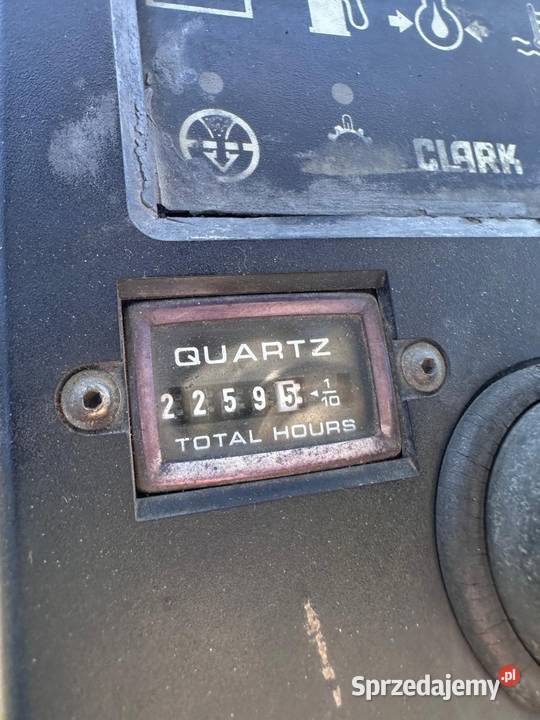 CLARK
QUARTZ
22595 1/10
TOTAL HOURS
Sprzedajemy.pl